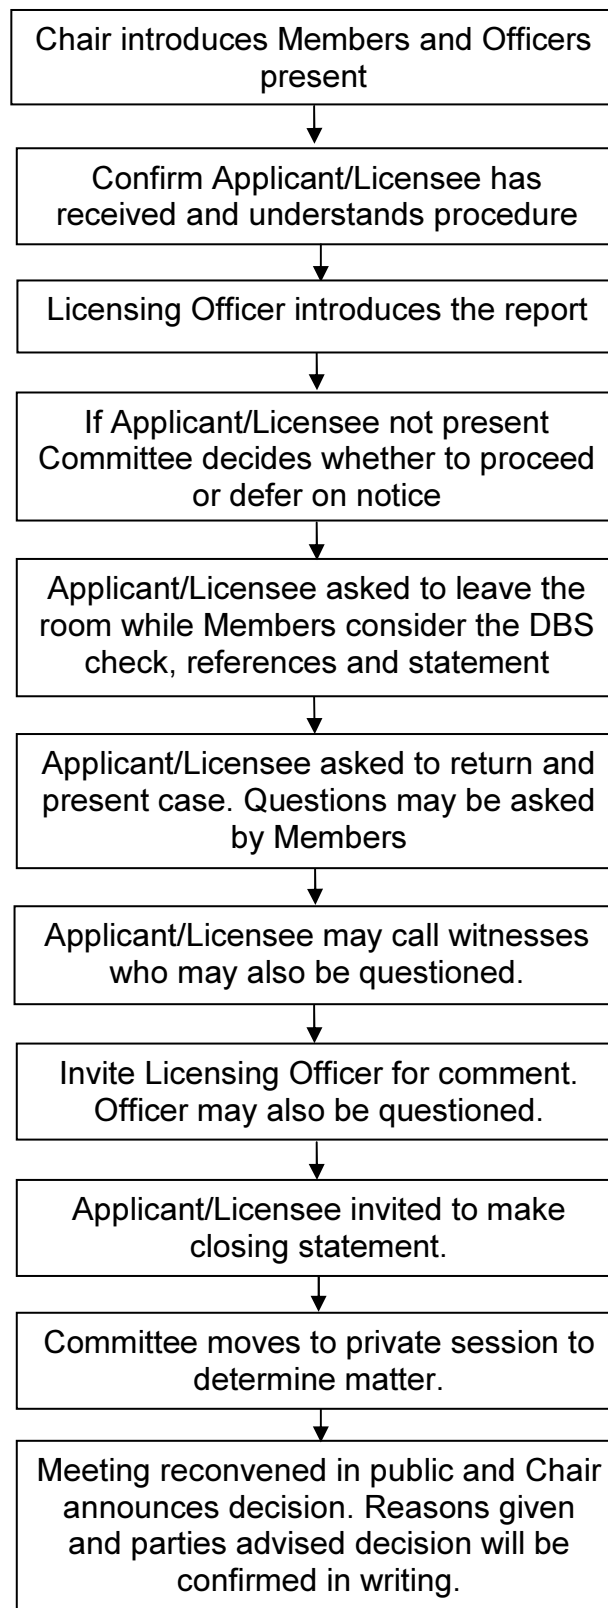 Chair introduces Members and Officers
present
Confirm Applicant/Licensee has
received and understands procedure
Licensing Officer introduces the report
If Applicant/Licensee not present
Committee decides whether to proceed
or defer on notice
Applicant/Licensee asked to leave the
room while Members consider the DBS
check, references and statement
Applicant/Licensee asked to return and
present case. Questions may be asked
by Members
Applicant/Licensee may call witnesses
who may also be questioned.
Invite Licensing Officer for comment.
Officer may also be questioned.
Applicant/Licensee invited to make
closing statement.
Committee moves to private session to
determine matter.
Meeting reconvened in public and Chair
announces decision. Reasons given
and parties advised decision will be
confirmed in writing.